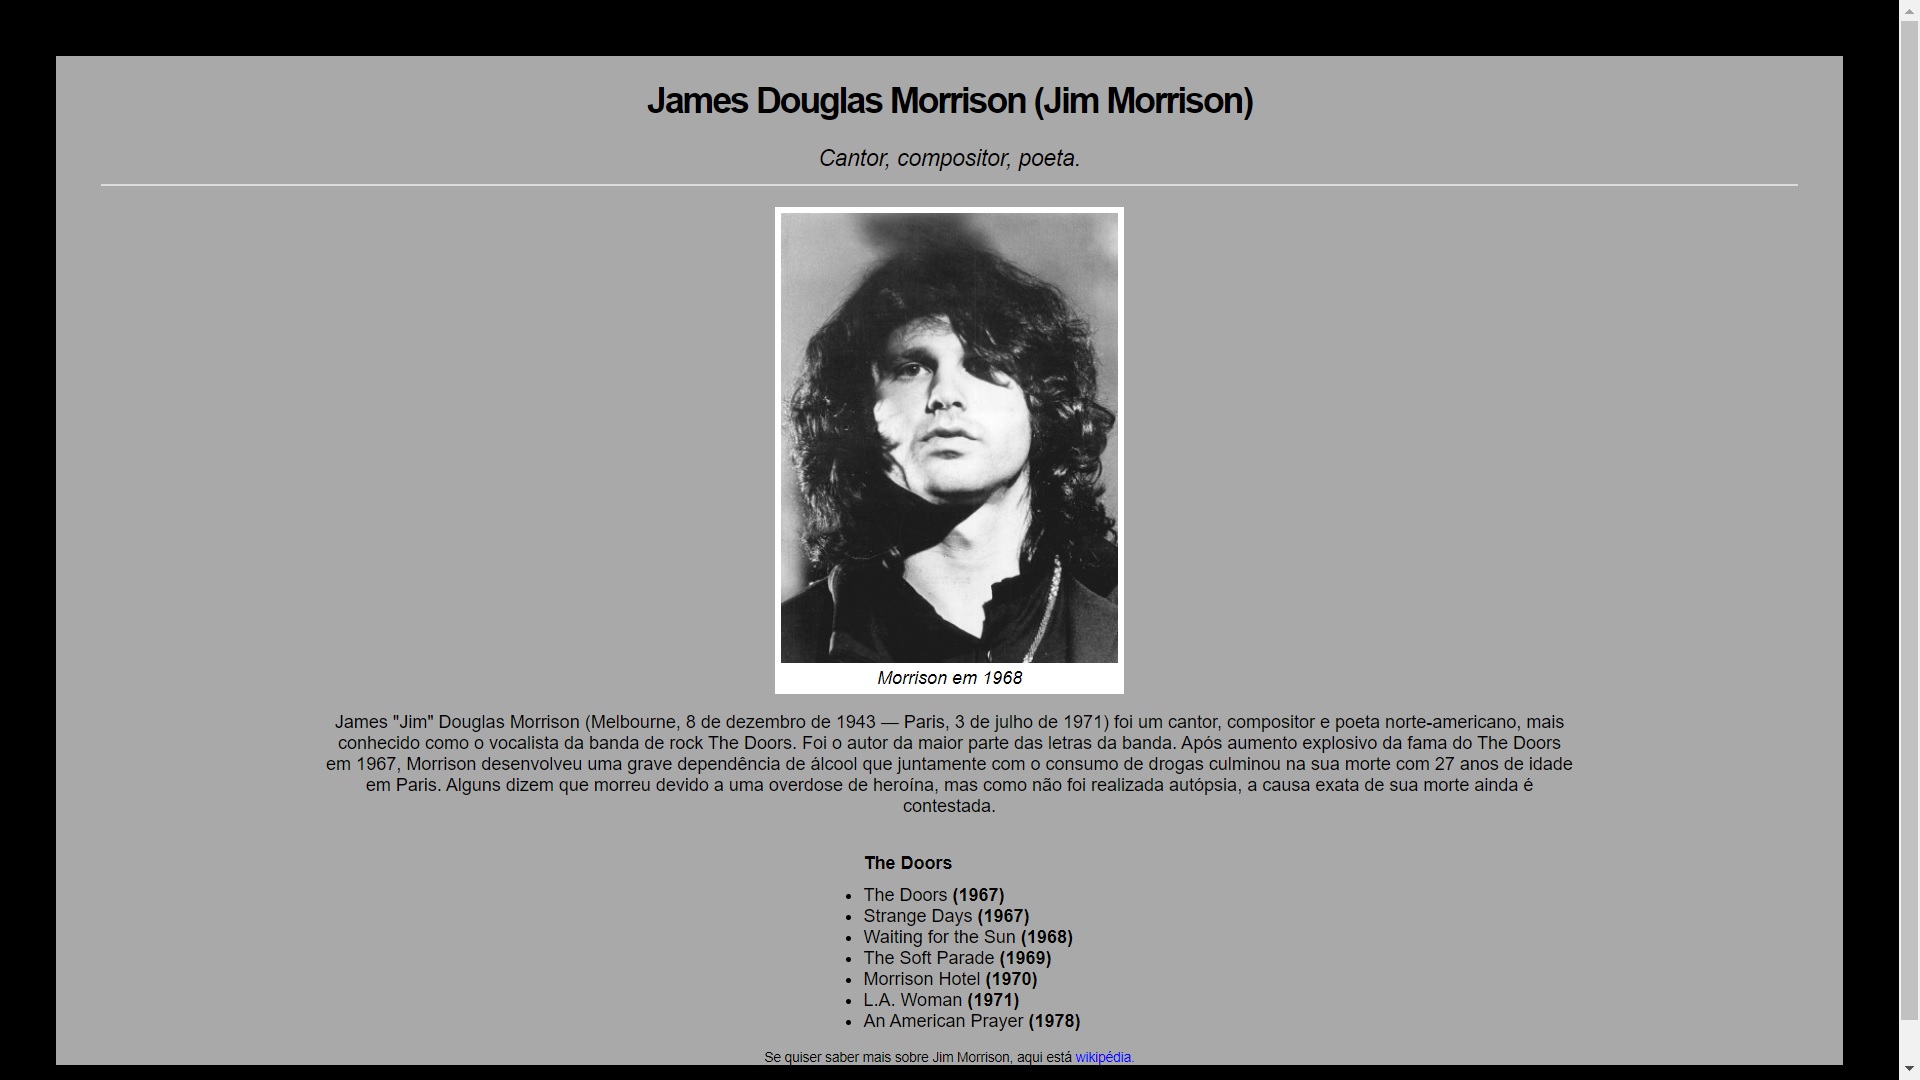 James Douglas Morrison (Jim Morrison)
Cantor, compositor, poeta.
Morrison em 1968
James "Jim" Douglas Morrison (Melbourne, 8 de dezembro de 1943 — Paris, 3 de julho de 1971) foi um cantor, compositor e poeta norte-americano, mais
conhecido como o vocalista da banda de rock The Doors. Foi o autor da maior parte das letras da banda. Após aumento explosivo da fama do The Doors
em 1967, Morrison desenvolveu uma grave dependência de álcool que juntamente com o consumo de drogas culminou na sua morte com 27 anos de idade
em Paris. Alguns dizem que morreu devido a uma overdose de heroína, mas como não foi realizada autópsia, a causa exata de sua morte ainda é
contestada.
The Doors
• The Doors (1967)
• Strange Days (1967)
• Waiting for the Sun (1968)
• The Soft Parade (1969)
• Morrison Hotel (1970)
• L.A. Woman (1971)
• An American Prayer (1978)
Se quiser saber mais sobre Jim Morrison, aqui está wikipédia.